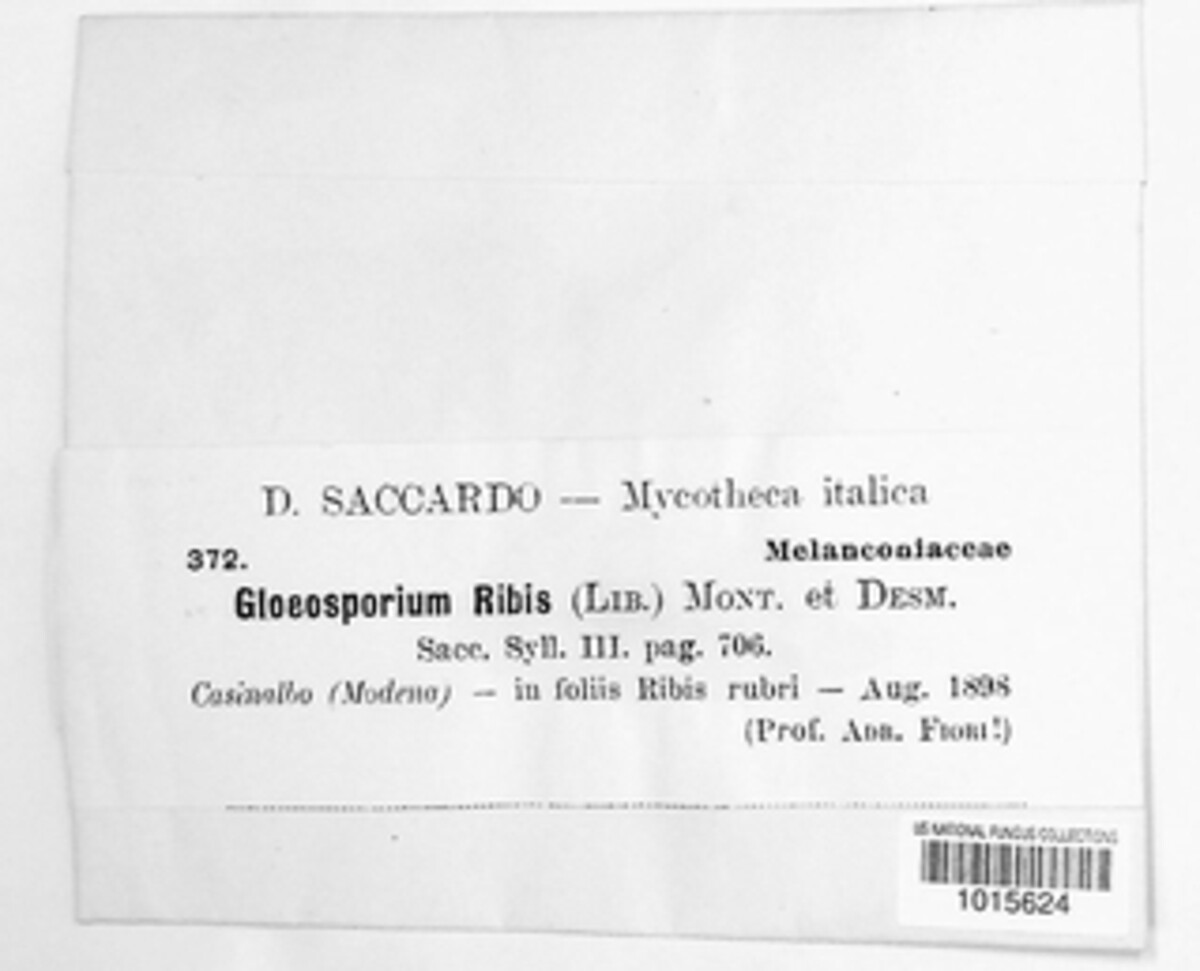 D. SACCARDO — Mycotheca italica
372. Melanconiaceae
Gloeosporium Ribis (LIB.) MONT. et DESM.
Sacc. Syll. III. pag. 706.
Casinalbo (Modena) — in foliis Ribis rubri — Aug. 1898
(Prof. ADR. FIORI!)
US NATIONAL FUNGUS COLLECTIONS
1015624